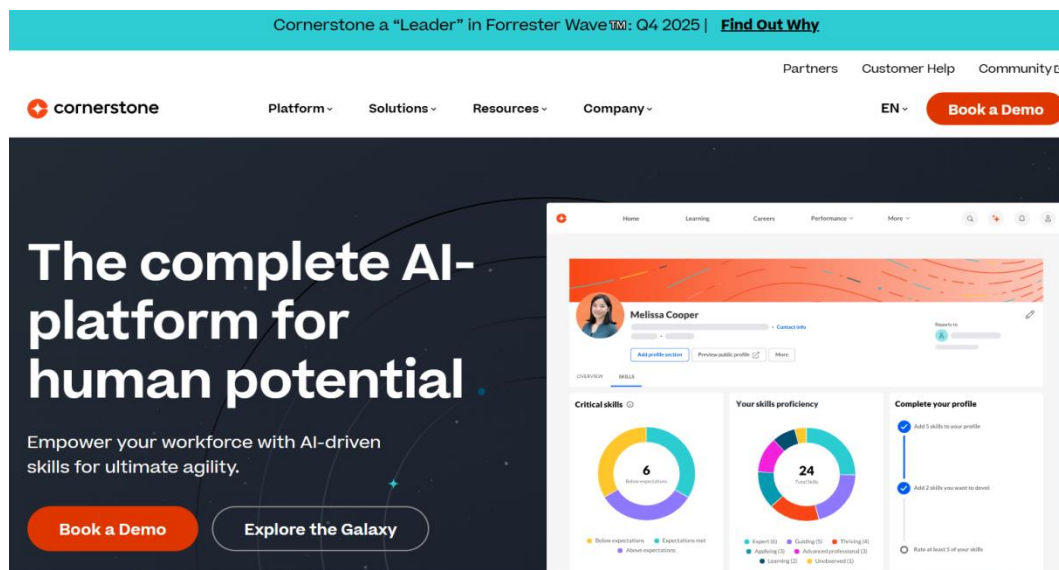 Cornerstone a “Leader” in Forrester Wave™: Q4 2025 | Find Out Why
Partners Customer Help Community
cornerstone Platform Solutions Resources Company EN Book a Demo
Home Learning Careers Performance More
The complete AI-
platform for
human potential
Empower your workforce with AI-driven
skills for ultimate agility.
Book a Demo Explore the Galaxy
Melissa Cooper
Contact info
Reports to
Add profile section Preview public profile More
OVERVIEW SKILLS
Critical skills
6
Below expectations
Below expectations Expectations met
Above expectations
Your skills proficiency
24
Total Skills
Expert (6) Guiding (5) Thriving (4)
Applying (3) Advanced professional (3)
Learning (2) Unobserved (1)
Complete your profile
Add 5 skills to your profile
Add 2 skills you want to devel
Rate at least 5 of your skills